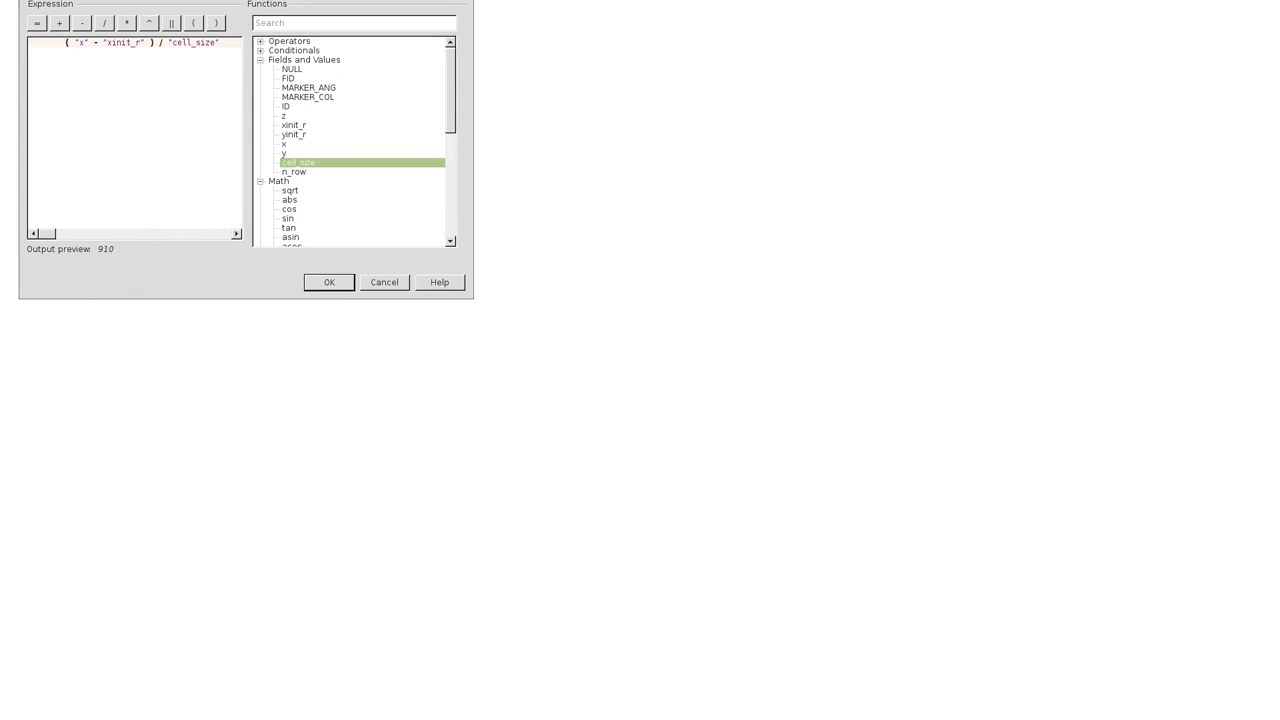 Expression
Functions
= + - / * ^ || ( )
Search
( "x" - "xinit_r" ) / "cell_size"
Operators
Conditionals
Fields and Values
NULL
FID
MARKER_ANG
MARKER_COL
ID
z
xinit_r
yinit_r
x
y
cell_size
n_row
Math
sqrt
abs
cos
sin
tan
asin
acos
Output preview: 910
OK Cancel Help